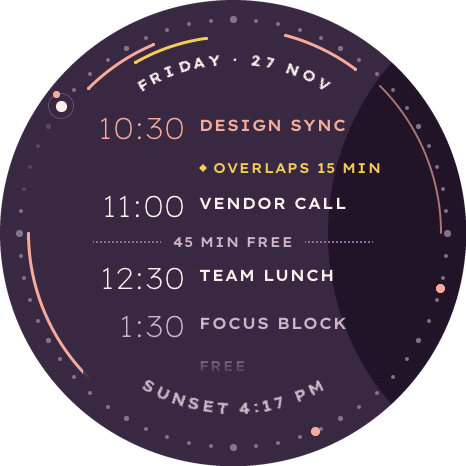 FRIDAY · 27 NOV
10:30 DESIGN SYNC
◆ OVERLAPS 15 MIN
11:00 VENDOR CALL
45 MIN FREE
12:30 TEAM LUNCH
1:30 FOCUS BLOCK
FREE
SUNSET 4:17 PM